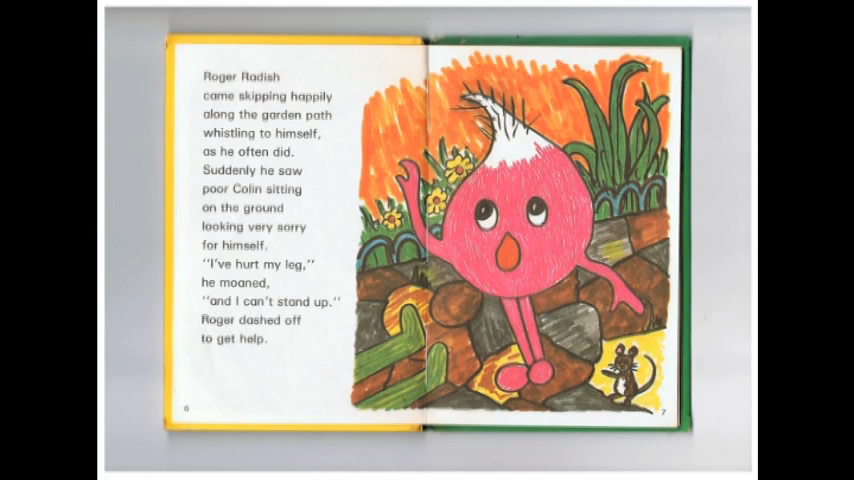 Roger Radish
came skipping happily
along the garden path
whistling to himself,
as he often did.
Suddenly he saw
poor Colin sitting
on the ground
looking very sorry
for himself.
"I've hurt my leg,"
he moaned,
"and I can't stand up."
Roger dashed off
to get help.
6
7